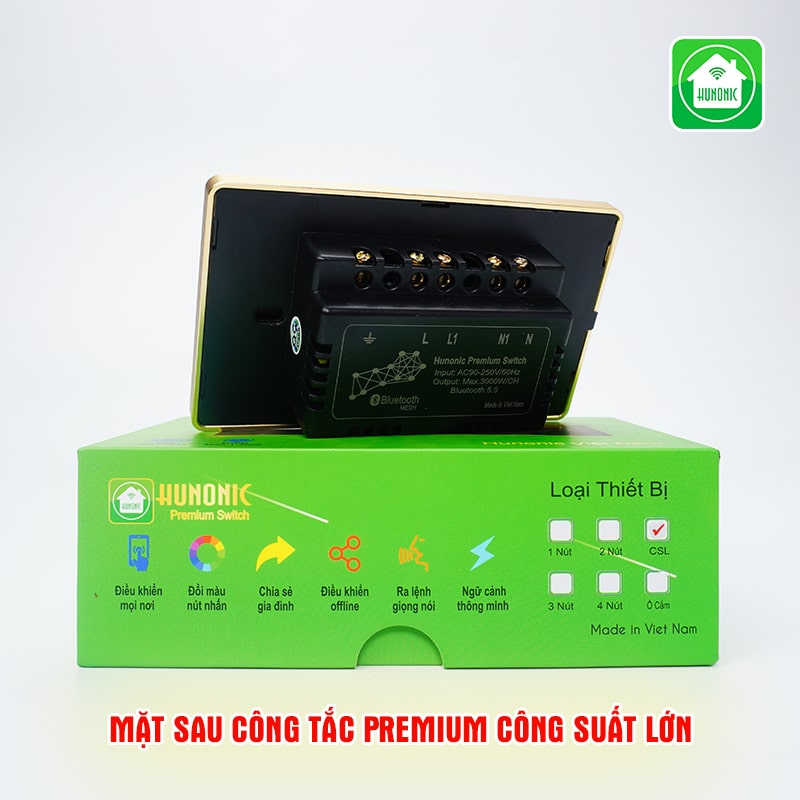 HUNONIC
L L1 N1 N
Hunonic Premium Switch
Input: AC90-250V/50Hz
Output: Max.3000W/CH
Bluetooth 5.0
Bluetooth
MESH
Made in Viet Nam
Hunonic Viet Nam
HUNONIC
HUNONIC
Premium Switch
Loại Thiết Bị
1 Nút
2 Nút
CSL
3 Nút
4 Nút
Ổ Cắm
Điều khiển
mọi nơi
Đổi màu
nút nhấn
Chia sẻ
gia đình
Điều khiển
offline
Ra lệnh
giọng nói
Ngữ cảnh
thông minh
Made in Viet Nam
MẶT SAU CÔNG TẮC PREMIUM CÔNG SUẤT LỚN